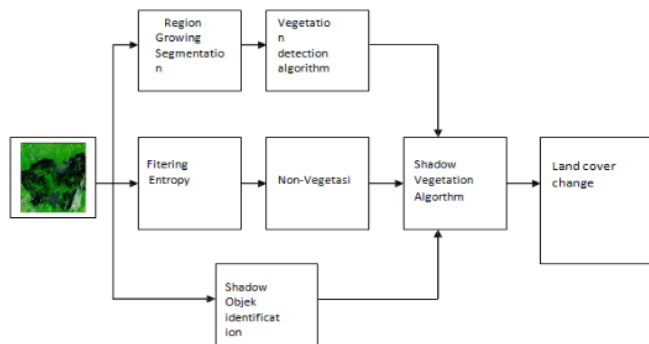 Region
Growing
Segmentatio
n
Vegetatio
n
detection
algorithm
Fitering
Entropy
Non-Vegetasi
Shadow
Vegetation
Algorthm
Land cover
change
Shadow
Objek
identificat
ion